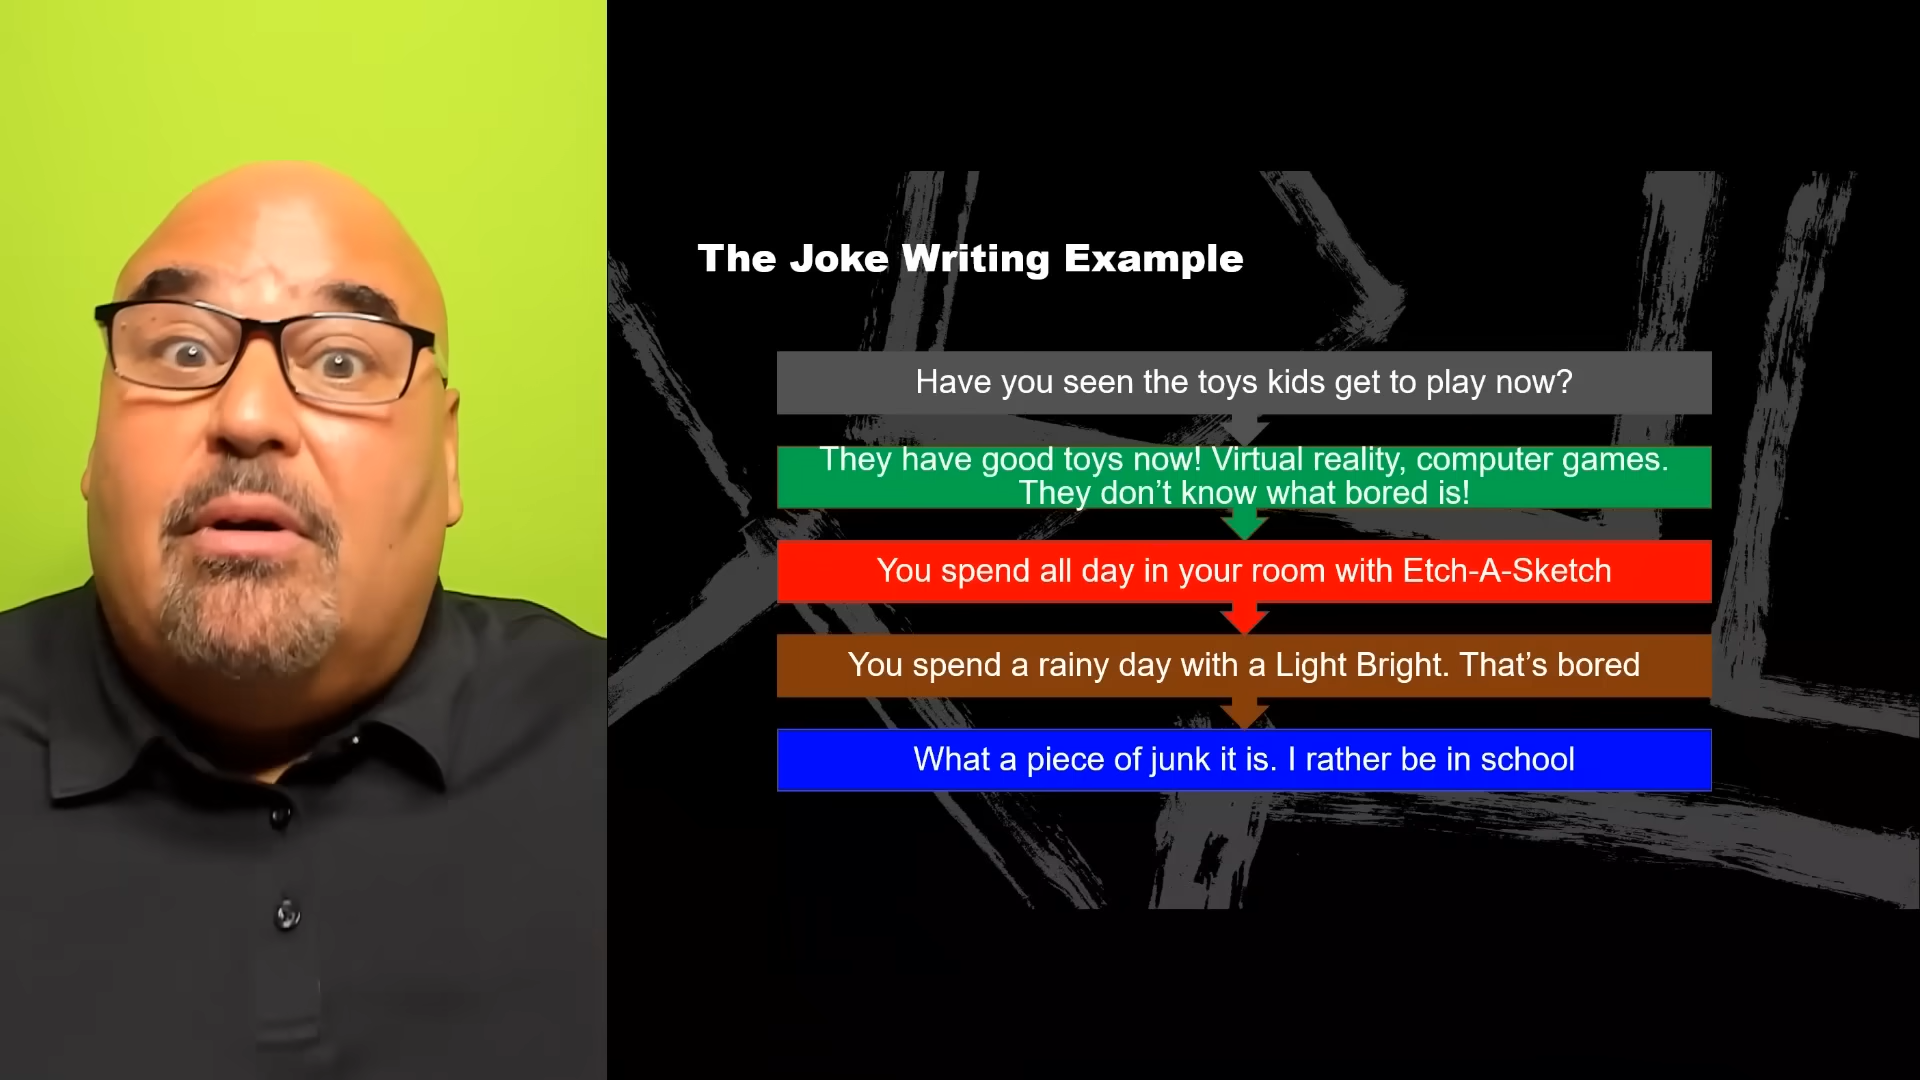 The Joke Writing Example
Have you seen the toys kids get to play now?
They have good toys now! Virtual reality, computer games.
They don’t know what bored is!
You spend all day in your room with Etch-A-Sketch
You spend a rainy day with a Light Bright. That’s bored
What a piece of junk it is. I rather be in school